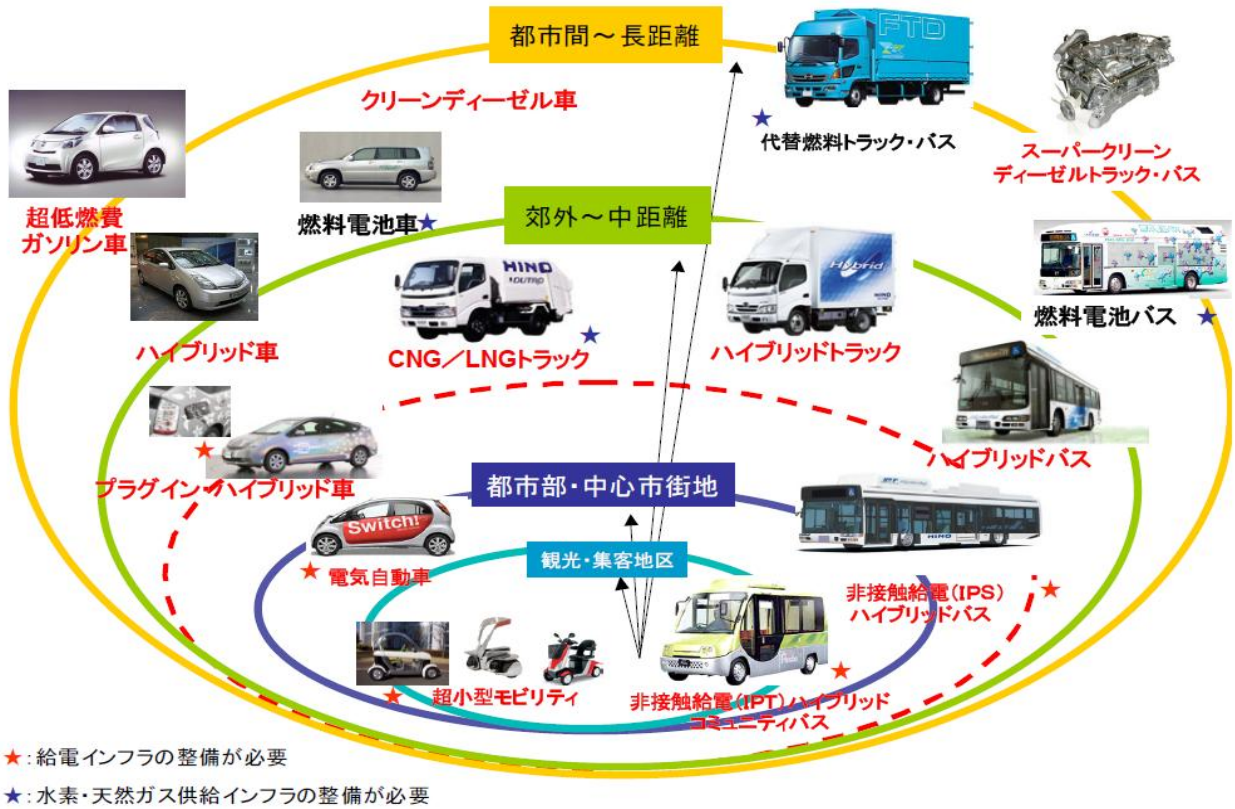 都市間～長距離
FTD
クリーンディーゼル車
★
代替燃料トラック・バス
スーパークリーン
ディーゼルトラック・バス
超低燃費
ガソリン車
燃料電池車★
郊外～中距離
HINO
DUTRO
Hybrid
HINO
燃料電池バス ★
ハイブリッド車
CNG／LNGトラック
★
ハイブリッドトラック
ハイブリッドバス
★
プラグイン・ハイブリッド車
都市部・中心市街地
Switch!
HINO
★ 電気自動車
観光・集客地区
非接触給電(IPS)
ハイブリッドバス
★
★
超小型モビリティ
★
非接触給電(IPT)ハイブリッド
コミュニティバス
★：給電インフラの整備が必要
★：水素・天然ガス供給インフラの整備が必要